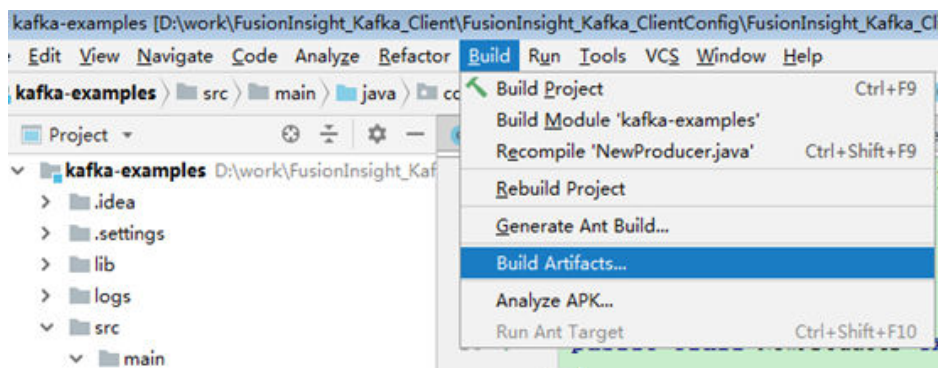 kafka-examples [D:\work\FusionInsight_Kafka_Client\FusionInsight_Kafka_ClientConfig\FusionInsight_Kafka_Cl
Edit View Navigate Code Analyze Refactor Build Run Tools VCS Window Help
kafka-examples src main java
Build Project Ctrl+F9
Build Module 'kafka-examples'
Recompile 'NewProducer.java' Ctrl+Shift+F9
Rebuild Project
Generate Ant Build...
Build Artifacts...
Analyze APK...
Run Ant Target Ctrl+Shift+F10
Project
kafka-examples D:\work\FusionInsight_Kaf
.idea
.settings
lib
logs
src
main